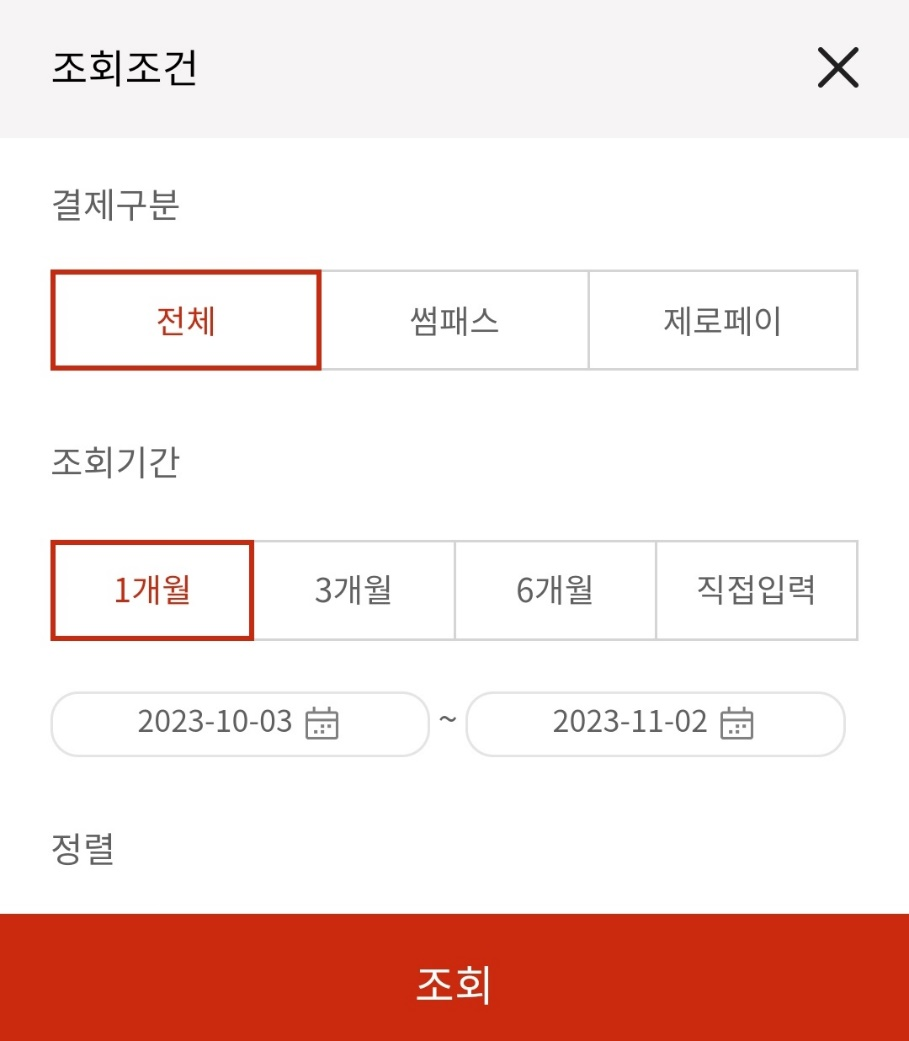 조회조건
결제구분
전체 썸패스 제로페이
조회기간
1개월 3개월 6개월 직접입력
2023-10-03 ~ 2023-11-02
정렬
조회